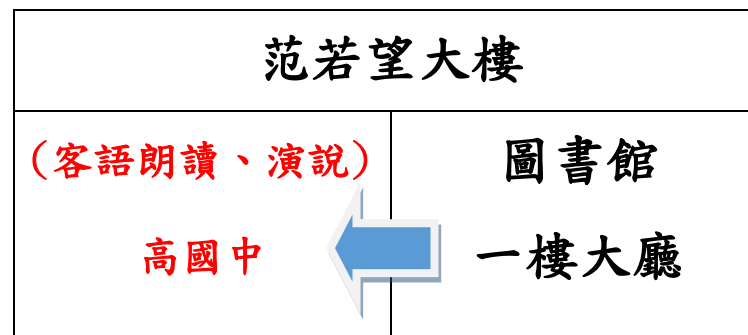 范若望大樓
（客語朗讀、演說）
高國中
圖書館
一樓大廳